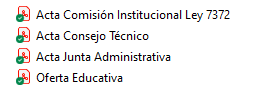 Acta Comisión Institucional Ley 7372
Acta Consejo Técnico
Acta Junta Administrativa
Oferta Educativa